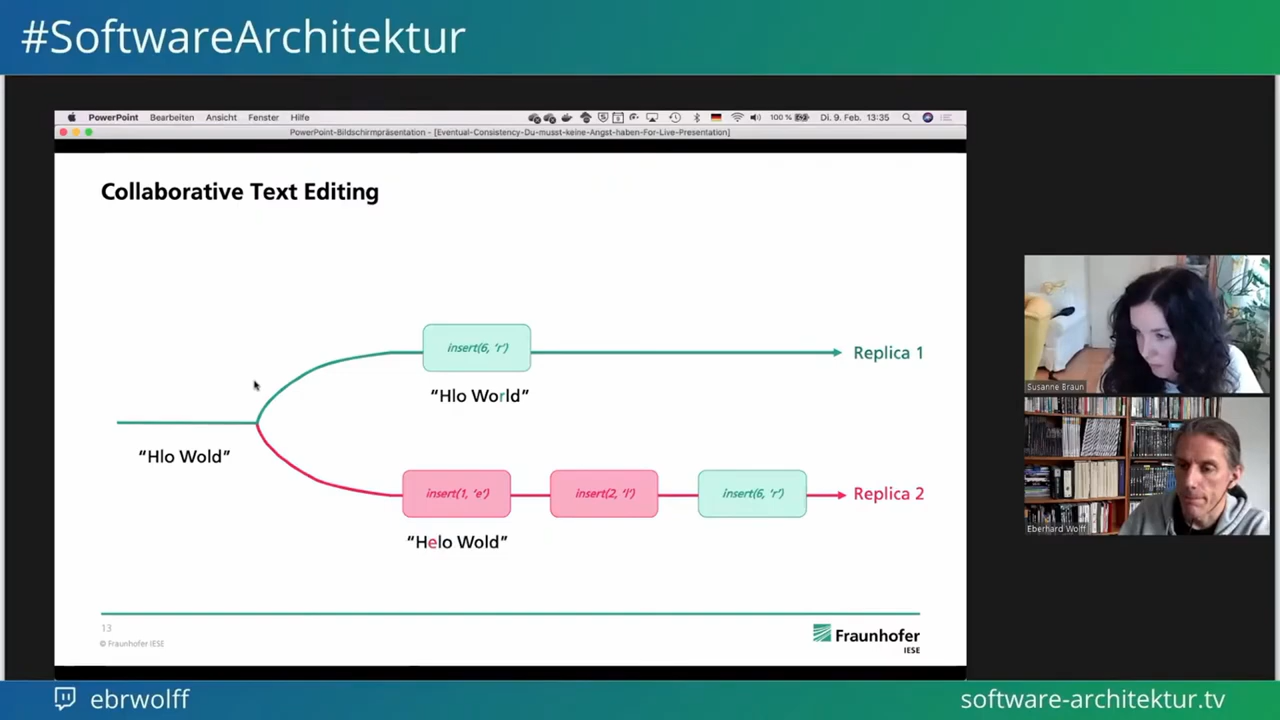 #SoftwareArchitektur
PowerPoint Bearbeiten Ansicht Fenster Hilfe 100 % Di. 9. Feb. 13:35
PowerPoint-Bildschirmpräsentation - [Eventual-Consistency-Du-musst-keine-Angst-haben-For-Live-Presentation]
Collaborative Text Editing
insert(6, ‘r’)
Replica 1
“Hlo World”
“Hlo Wold”
insert(1, ‘e’) insert(2, ‘l’) insert(6, ‘r’)
Replica 2
“Helo Wold”
13
© Fraunhofer IESE
Fraunhofer
IESE
Susanne Braun
Eberhard Wolff
ebrwolff
software-architektur.tv